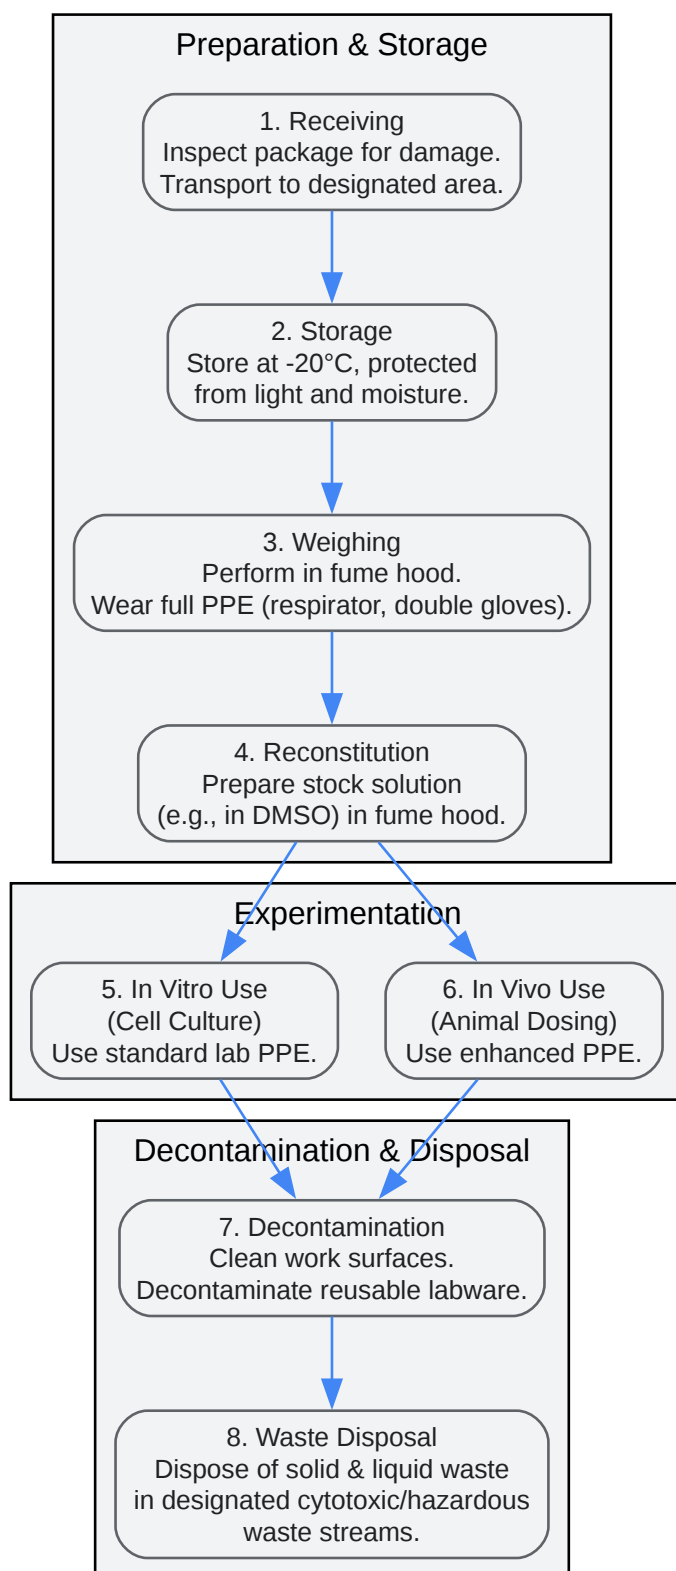 Preparation & Storage
1. Receiving
Inspect package for damage.
Transport to designated area.
2. Storage
Store at -20°C, protected
from light and moisture.
3. Weighing
Perform in fume hood.
Wear full PPE (respirator, double gloves).
4. Reconstitution
Prepare stock solution
(e.g., in DMSO) in fume hood.
Experimentation
5. In Vitro Use
(Cell Culture)
Use standard lab PPE.
6. In Vivo Use
(Animal Dosing)
Use enhanced PPE.
Decontamination & Disposal
7. Decontamination
Clean work surfaces.
Decontaminate reusable labware.
8. Waste Disposal
Dispose of solid & liquid waste
in designated cytotoxic/hazardous
waste streams.